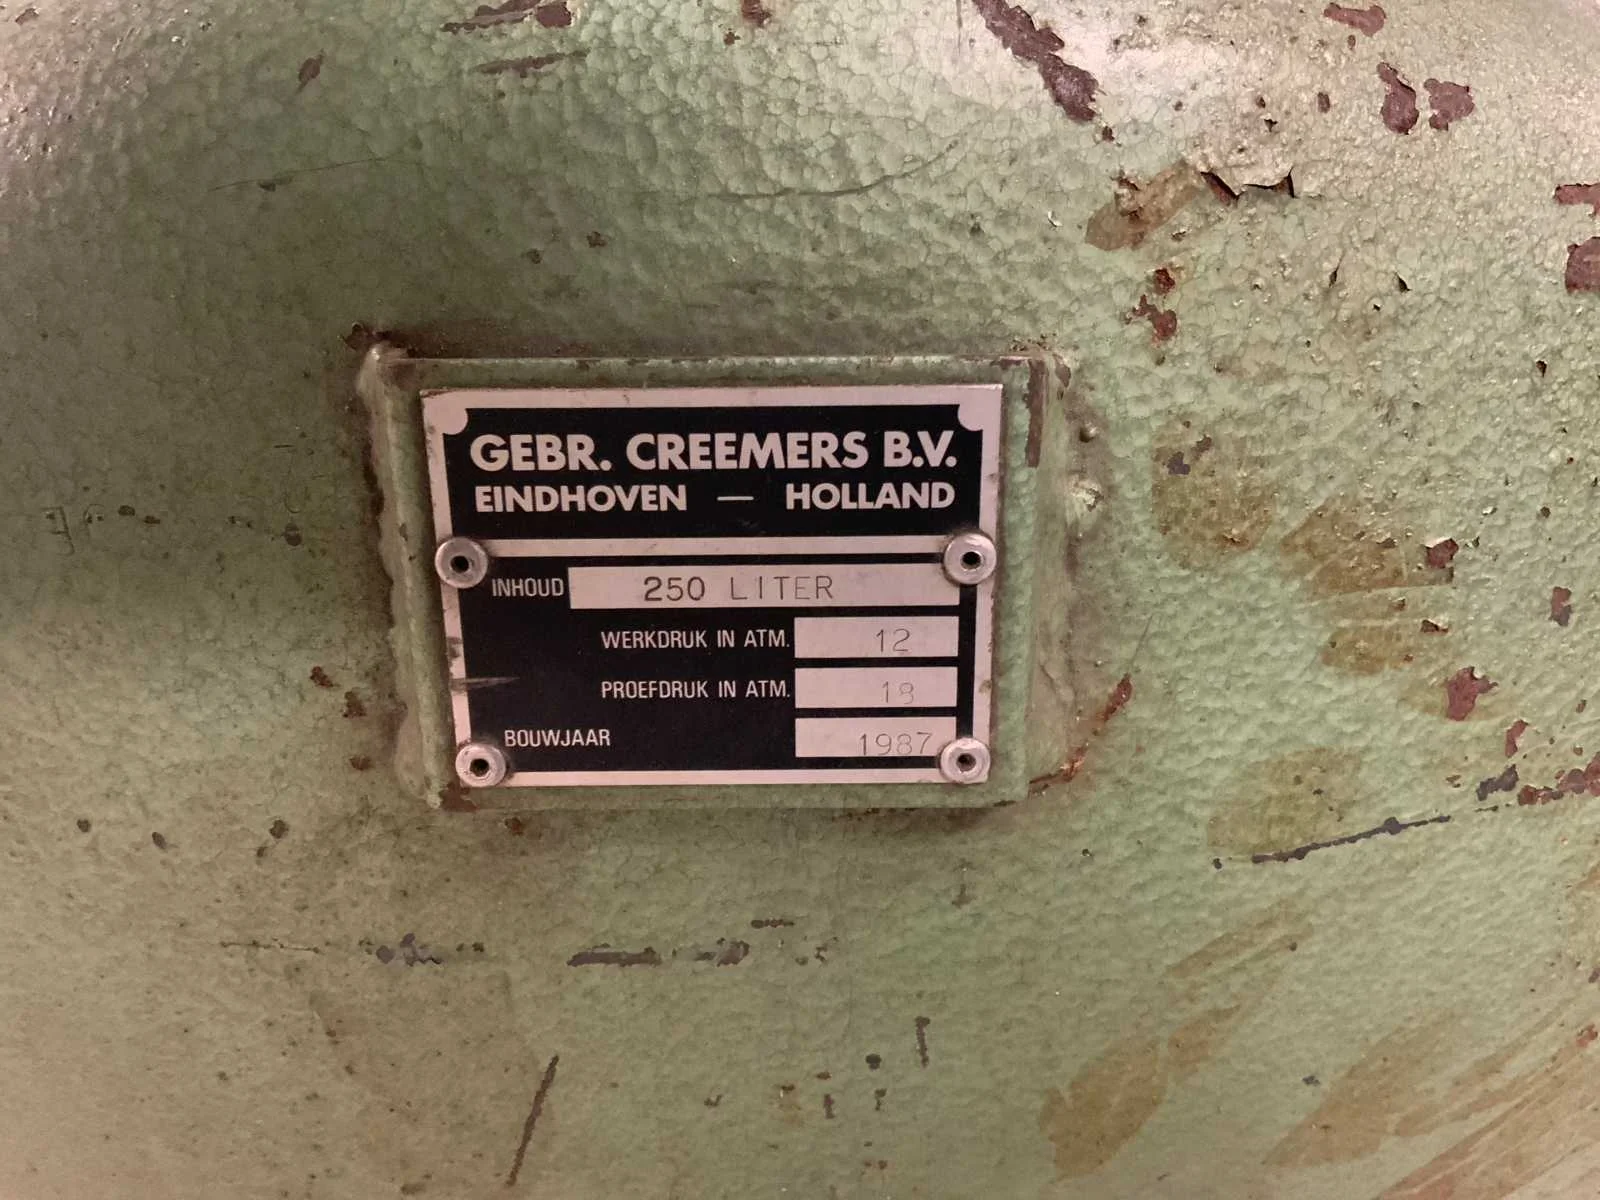 GEBR. CREEMERS B.V.
EINDHOVEN — HOLLAND
INHOUD 250 LITER
WERKDRUK IN ATM. 12
PROEFDRUK IN ATM. 18
BOUWJAAR 1987